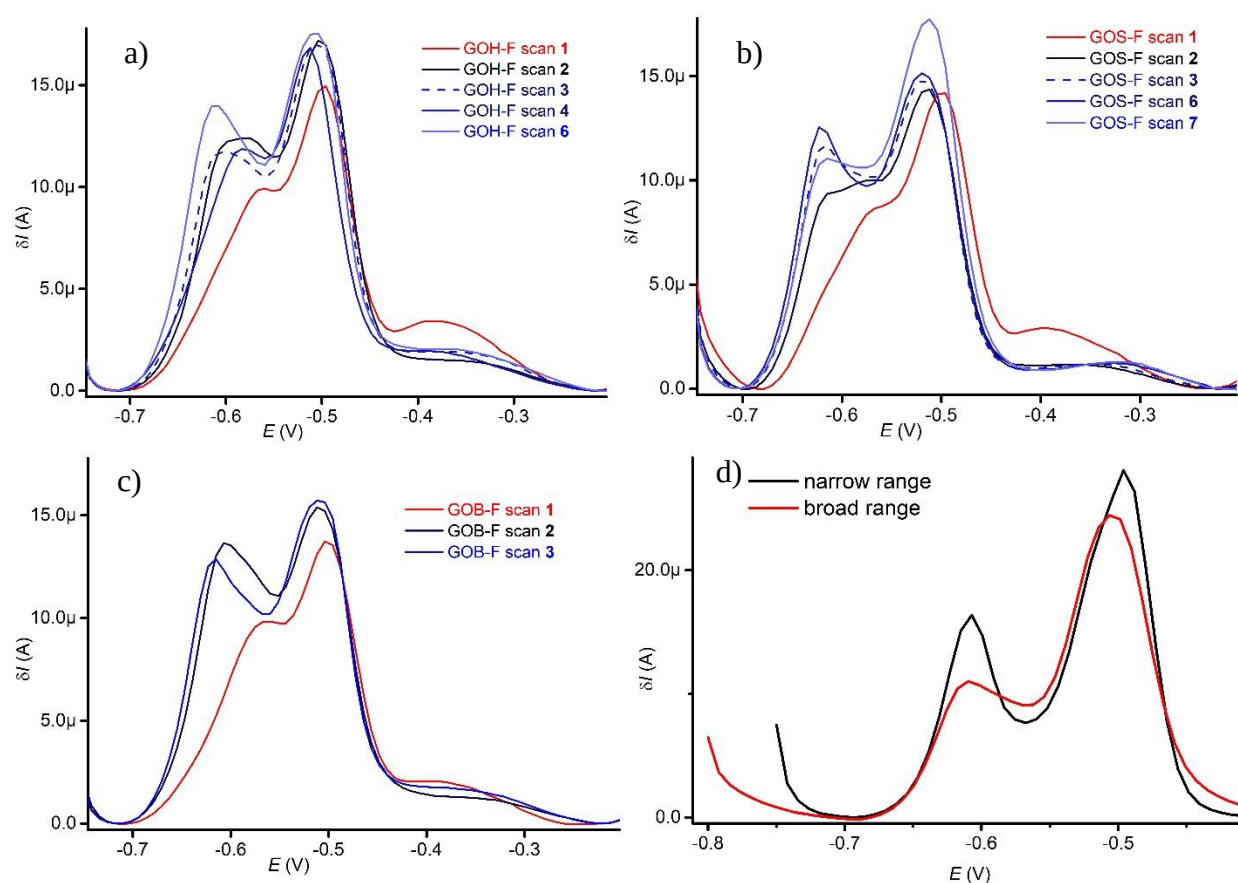 a)
GOH-F scan 1
GOH-F scan 2
GOH-F scan 3
GOH-F scan 4
GOH-F scan 6
15.0µ
10.0µ
5.0µ
0.0
δI (A)
-0.7 -0.6 -0.5 -0.4 -0.3
E (V)
b)
GOS-F scan 1
GOS-F scan 2
GOS-F scan 3
GOS-F scan 6
GOS-F scan 7
15.0µ
10.0µ
5.0µ
0.0
δI (A)
-0.7 -0.6 -0.5 -0.4 -0.3
E (V)
c)
GOB-F scan 1
GOB-F scan 2
GOB-F scan 3
15.0µ
10.0µ
5.0µ
0.0
δI (A)
-0.7 -0.6 -0.5 -0.4 -0.3
E (V)
d)
narrow range
broad range
20.0µ
0.0
δI (A)
-0.8 -0.7 -0.6 -0.5
E (V)